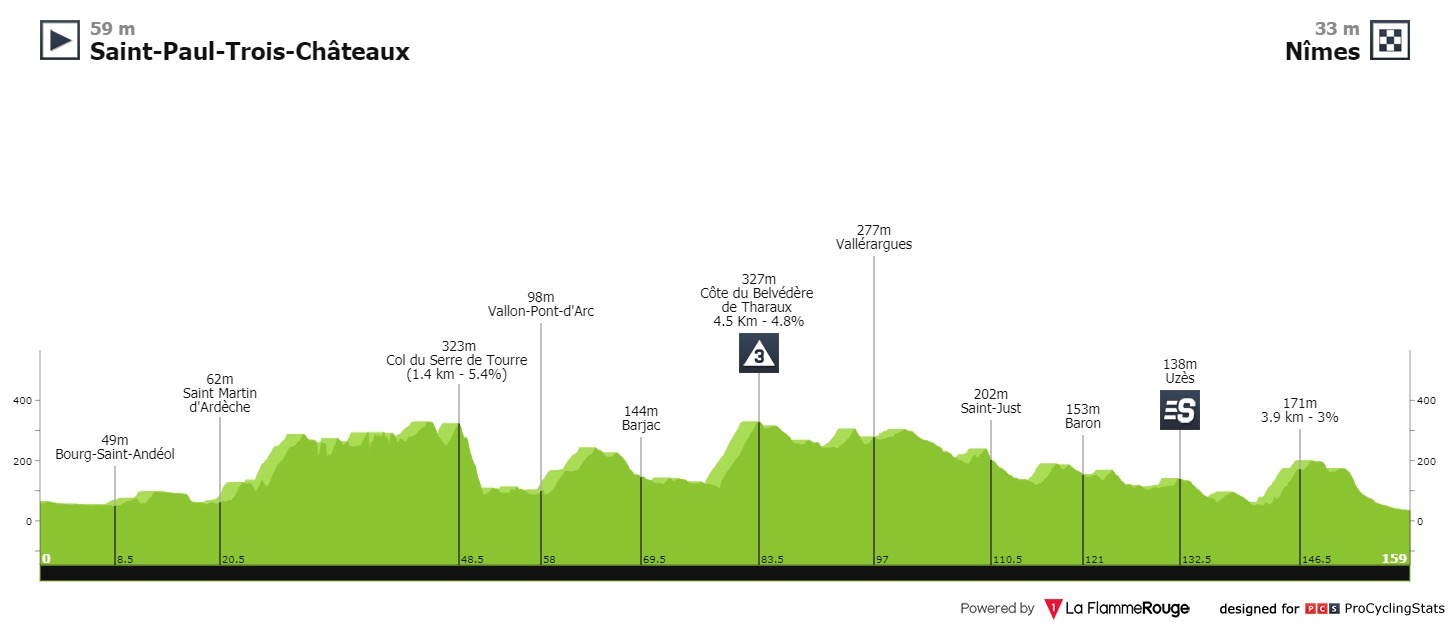 59 m
Saint-Paul-Trois-Châteaux
33 m
Nîmes
277m
Vallérargues
327m
Côte du Belvédère
de Tharaux
4.5 Km - 4.8%
3
98m
Vallon-Pont-d'Arc
323m
Col du Serre de Tourre
(1.4 km - 5.4%)
62m
Saint Martin
d'Ardèche
49m
Bourg-Saint-Andéol
144m
Barjac
202m
Saint-Just
153m
Baron
138m
Uzès
S
171m
3.9 km - 3%
400
200
0
400
200
0
0
8.5
20.5
48.5
58
69.5
83.5
97
110.5
121
132.5
146.5
159
Powered by 1 La FlammeRouge designed for PCS ProCyclingStats